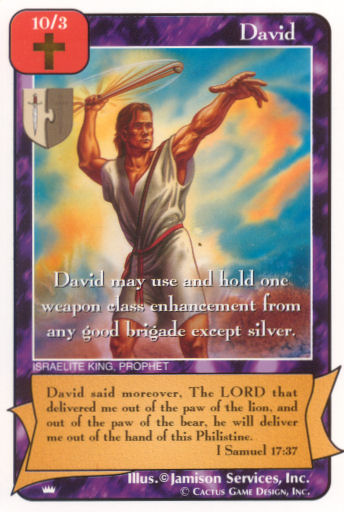 10/3
David
David may use and hold one
weapon class enhancement from
any good brigade except silver.
ISRAELITE KING, PROPHET
David said moreover, The LORD that
delivered me out of the paw of the lion, and
out of the paw of the bear, he will deliver
me out of the hand of this Philistine.
I Samuel 17:37
Illus.©Jamison Services, Inc.
© CACTUS GAME DESIGN, INC.